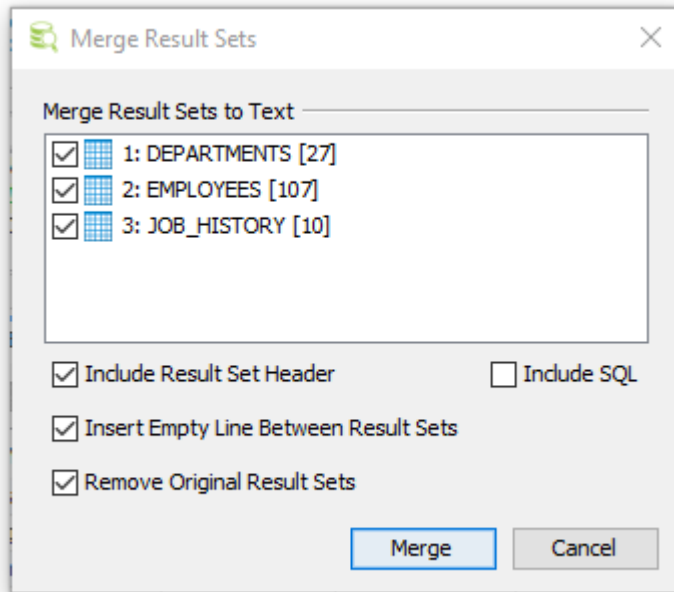 Merge Result Sets
Merge Result Sets to Text
1: DEPARTMENTS [27]
2: EMPLOYEES [107]
3: JOB_HISTORY [10]
Include Result Set Header
Include SQL
Insert Empty Line Between Result Sets
Remove Original Result Sets
Merge
Cancel